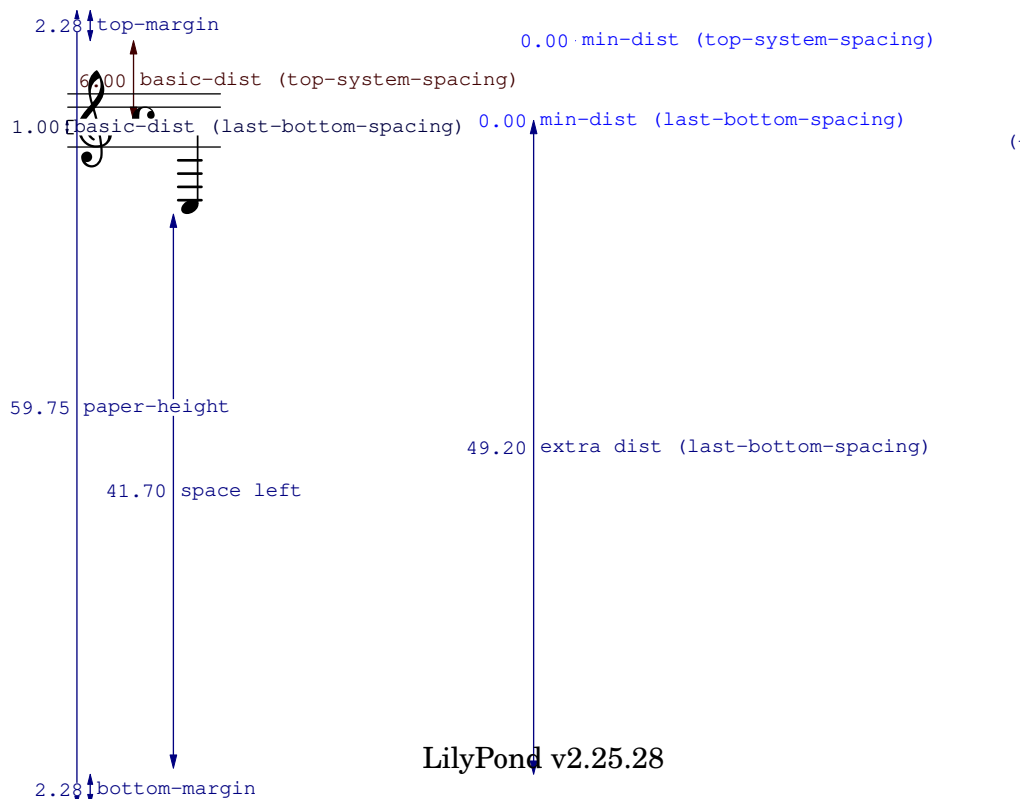 2.28 top-margin
0.00 min-dist (top-system-spacing)
6.00 basic-dist (top-system-spacing)
1.00 basic-dist (last-bottom-spacing)
0.00 min-dist (last-bottom-spacing)
(
59.75 paper-height
49.20 extra dist (last-bottom-spacing)
41.70 space left
LilyPond v2.25.28
2.28 bottom-margin